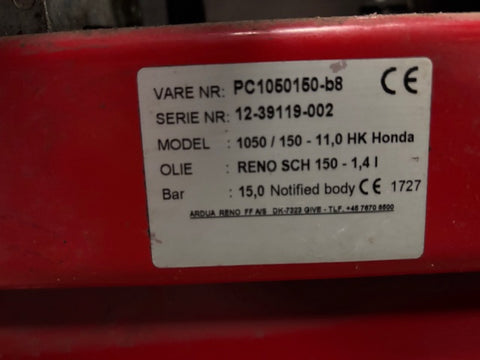 VARE NR: PC1050150-b8 CE
SERIE NR: 12-39119-002
MODEL : 1050 / 150 - 11,0 HK Honda
OLIE : RENO SCH 150 - 1,4 l
Bar : 15,0 Notified body CE 1727
ARDUA RENO FF A/S DK-7323 GIVE - TLF. +45 7670 8500